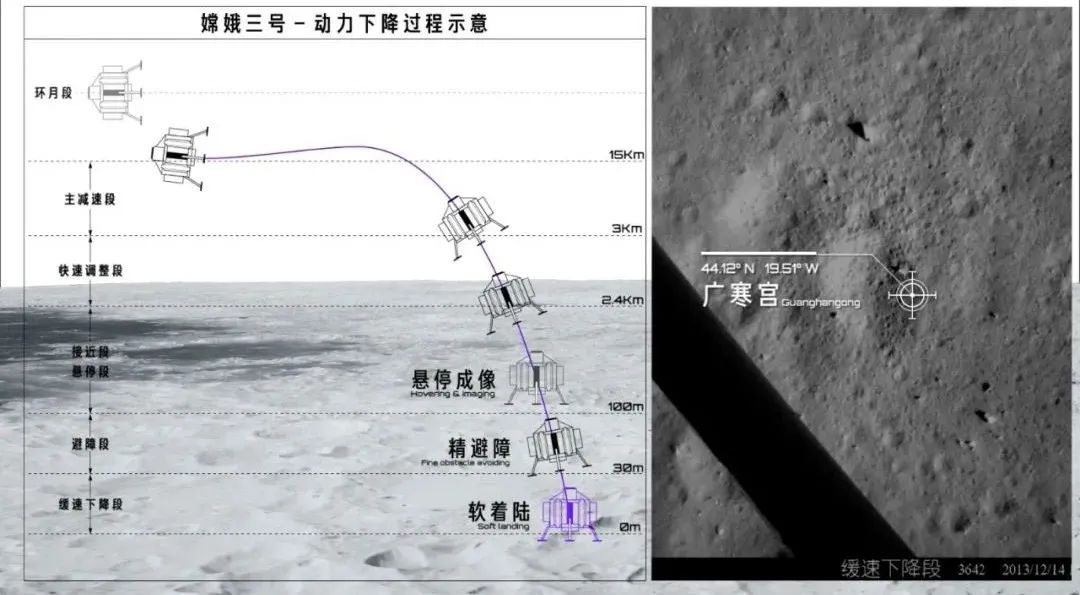 嫦娥三号-动力下降过程示意
环月段
15Km
主减速段
3Km
快速调整段
2.4Km
接近段
悬停段
悬停成像
Hovering & imaging
100m
避障段
精避障
Fine obstacle avoiding
30m
缓速下降段
软着陆
Soft landing
0m
44.12° N 19.51° W
广寒宫 Guanghangong
缓速下降段 3642 2013/12/14